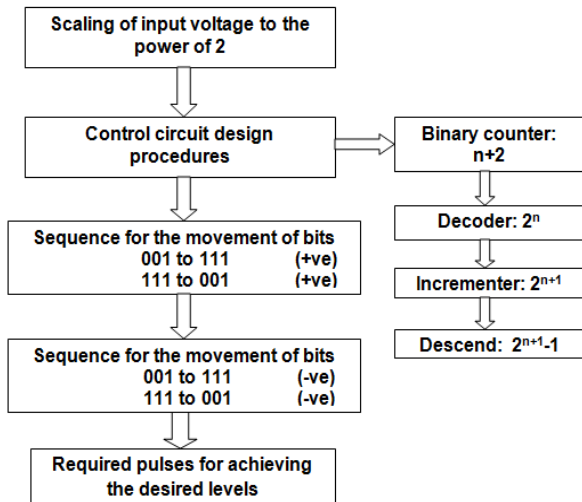 Scaling of input voltage to the
power of 2
Control circuit design
procedures
Binary counter:
n+2
Decoder: 2ⁿ
Sequence for the movement of bits
001 to 111 (+ve)
111 to 001 (+ve)
Incrementer: 2ⁿ⁺¹
Descend: 2ⁿ⁺¹-1
Sequence for the movement of bits
001 to 111 (-ve)
111 to 001 (-ve)
Required pulses for achieving
the desired levels